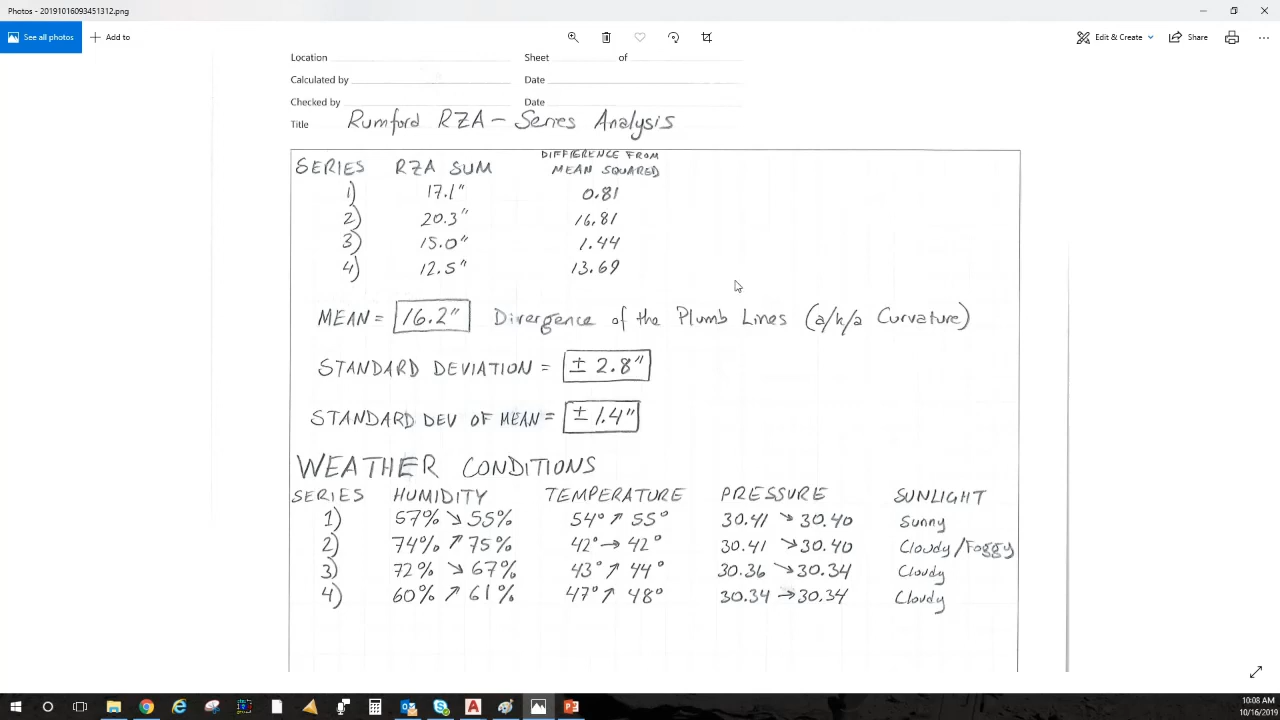 Photos - 20191016093451312.png
See all photos + Add to Edit & Create Share
Location Sheet of
Calculated by Date
Checked by Date
Title Rumford RZA – Series Analysis
SERIES RZA SUM DIFFERENCE FROM MEAN SQUARED
1) 17.1" 0.81
2) 20.3" 16.81
3) 15.0" 1.44
4) 12.5" 13.69
MEAN = 16.2" Divergence of the Plumb Lines (a/k/a Curvature)
STANDARD DEVIATION = ± 2.8"
STANDARD DEV OF MEAN = ± 1.4"
WEATHER CONDITIONS
SERIES HUMIDITY TEMPERATURE PRESSURE SUNLIGHT
1) 57% ↘ 55% 54° ↗ 55° 30.41 ↘ 30.40 Sunny
2) 74% ↗ 75% 42° → 42° 30.41 ↘ 30.40 Cloudy/Foggy
3) 72% ↘ 67% 43° ↗ 44° 30.36 ↘ 30.34 Cloudy
4) 60% ↗ 61% 47° ↗ 48° 30.34 → 30.34 Cloudy
10:08 AM
10/16/2019